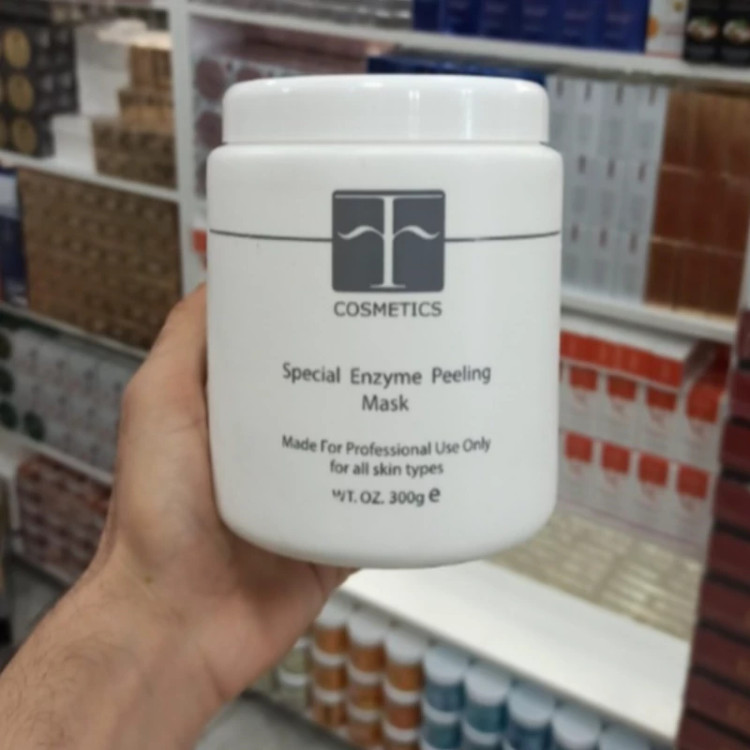 T
COSMETICS
Special Enzyme Peeling
Mask
Made For Professional Use Only
for all skin types
WT. OZ. 300g e